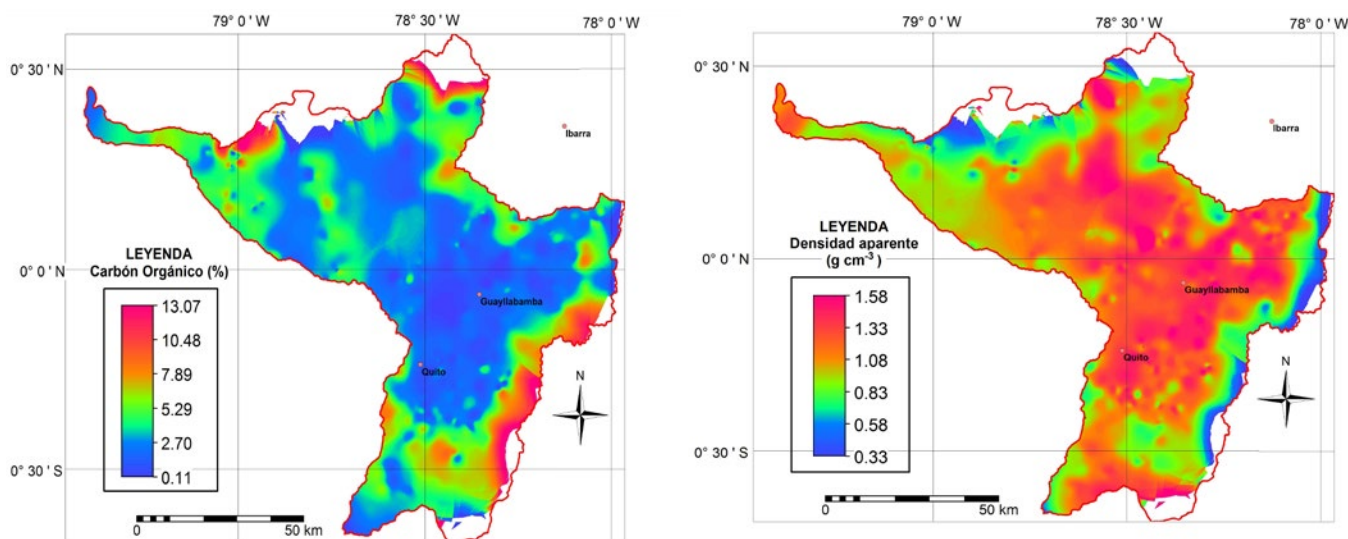 79° 0' W
78° 30' W
78° 0' W
0° 30' N
Ibarra
LEYENDA
Carbón Orgánico (%)
13.07
10.48
7.89
5.29
2.70
0.11
0° 0' N
Guayllabamba
Quito
N
0° 30' S
0
50 km
79° 0' W
78° 30' W
78° 0' W
0° 30' N
Ibarra
LEYENDA
Densidad aparente
(g cm-3 )
1.58
1.33
1.08
0.83
0.58
0.33
0° 0' N
Guayllabamba
Quito
N
0° 30' S
0
50 km